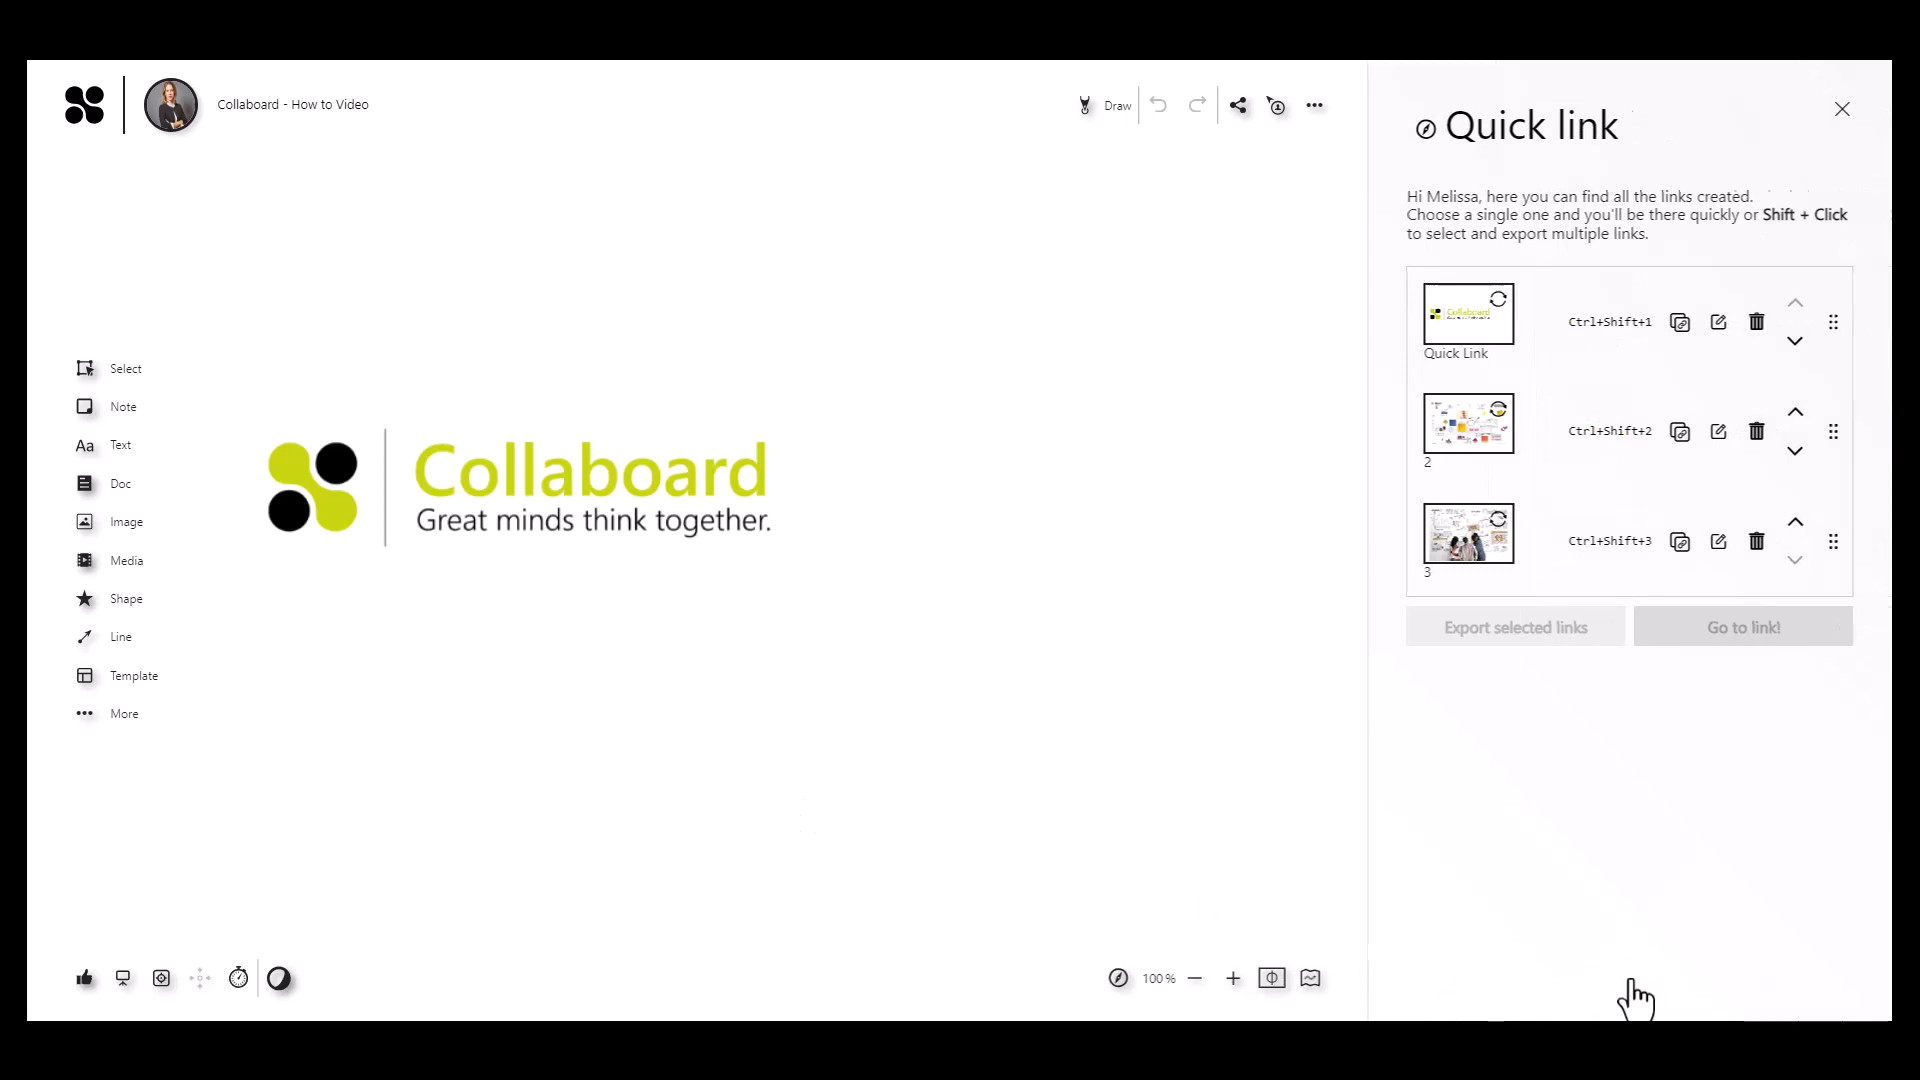 Collaboard - How to Video
Draw
Quick link
Hi Melissa, here you can find all the links created.
Choose a single one and you'll be there quickly or Shift + Click
to select and export multiple links.
Collaboard
Ctrl+Shift+1
Quick Link
Ctrl+Shift+2
2
Ctrl+Shift+3
3
Export selected links
Go to link!
Select
Note
Aa Text
Doc
Image
Media
Shape
Line
Template
More
Collaboard
Great minds think together.
100 %